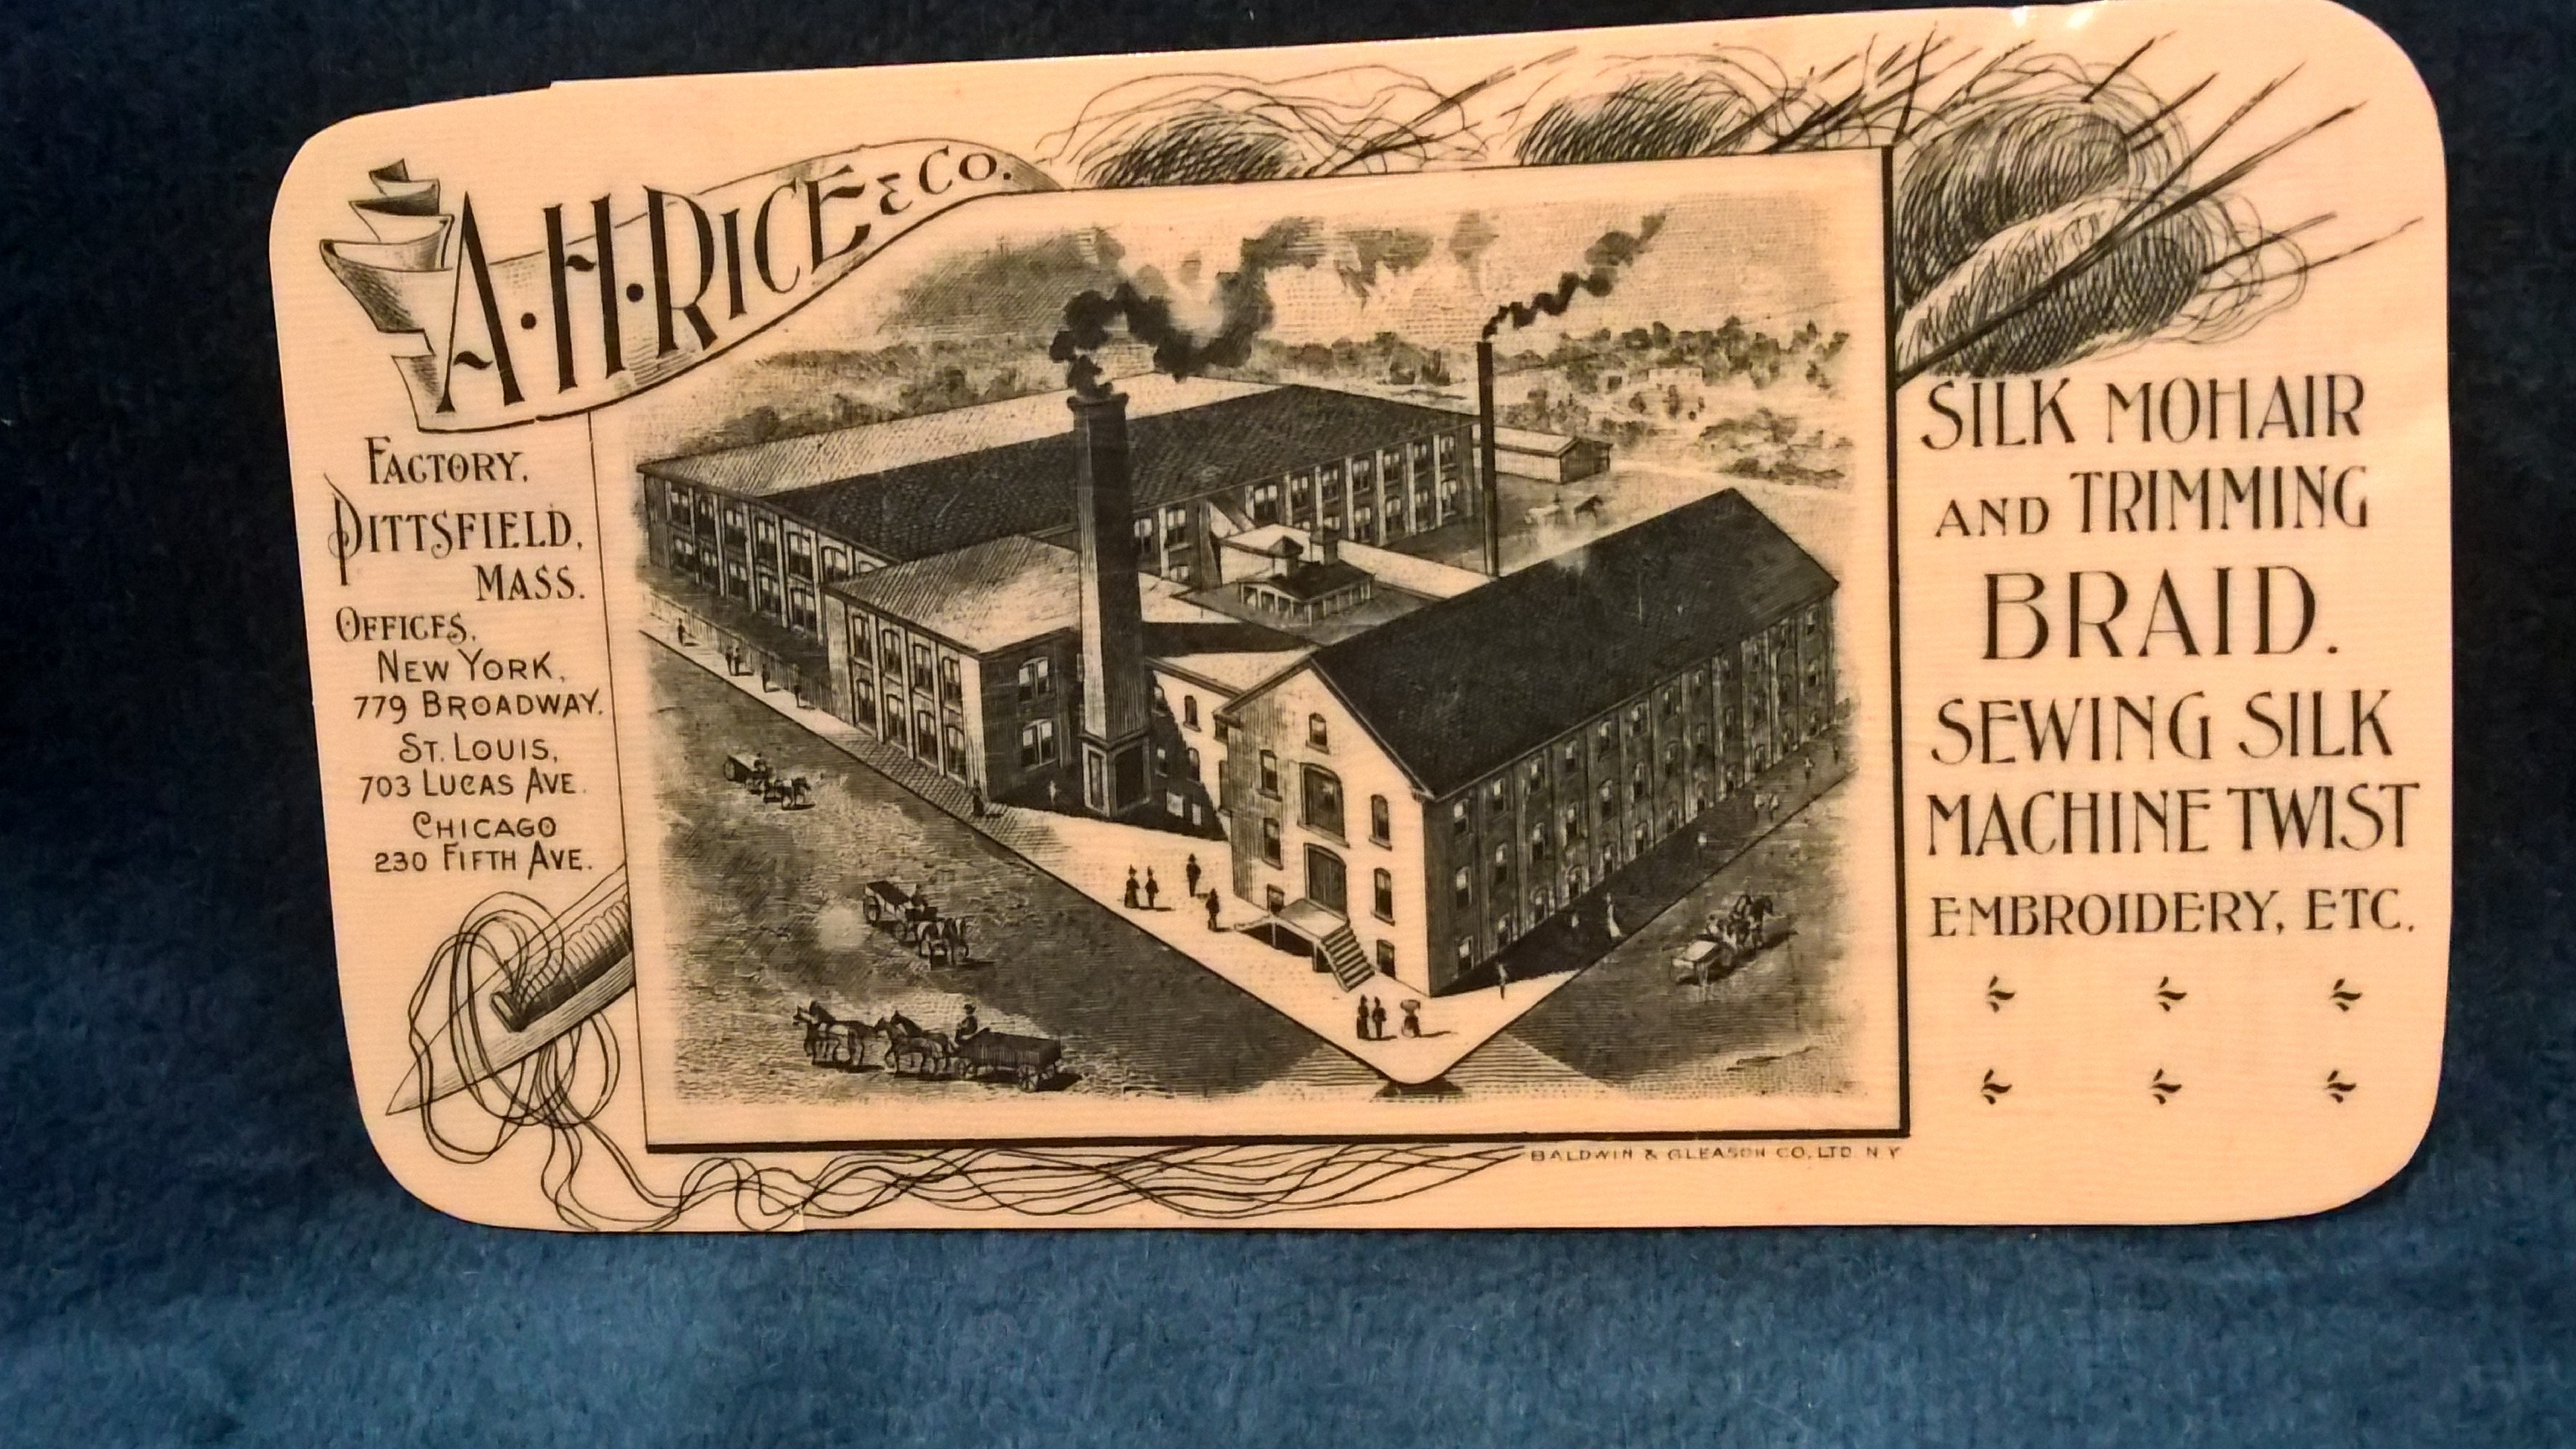 A.H.RICE & CO.
FACTORY,
PITTSFIELD,
MASS.
OFFICES,
NEW YORK,
779 BROADWAY.
ST. LOUIS,
703 LUCAS AVE.
CHICAGO
230 FIFTH AVE.
SILK MOHAIR
AND TRIMMING
BRAID.
SEWING SILK
MACHINE TWIST
EMBROIDERY, ETC.
BALDWIN & GLEASON CO. LTD. N Y